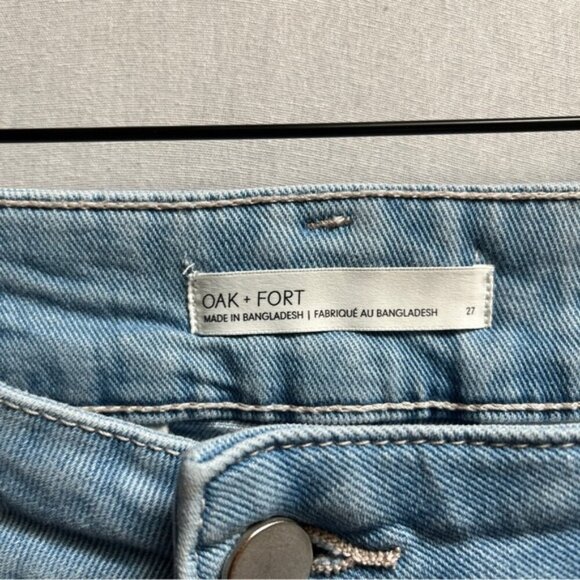 OAK + FORT
MADE IN BANGLADESH | FABRIQUÉ AU BANGLADESH 27